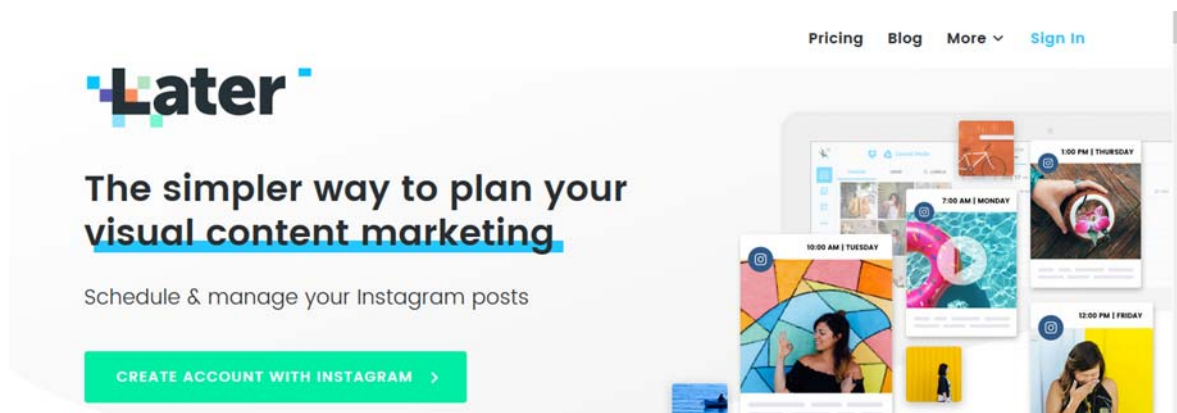 Pricing Blog More Sign In
Later
The simpler way to plan your
visual content marketing
Schedule & manage your Instagram posts
CREATE ACCOUNT WITH INSTAGRAM
1:00 PM | THURSDAY
7:00 AM | MONDAY
10:00 AM | TUESDAY
12:00 PM | FRIDAY